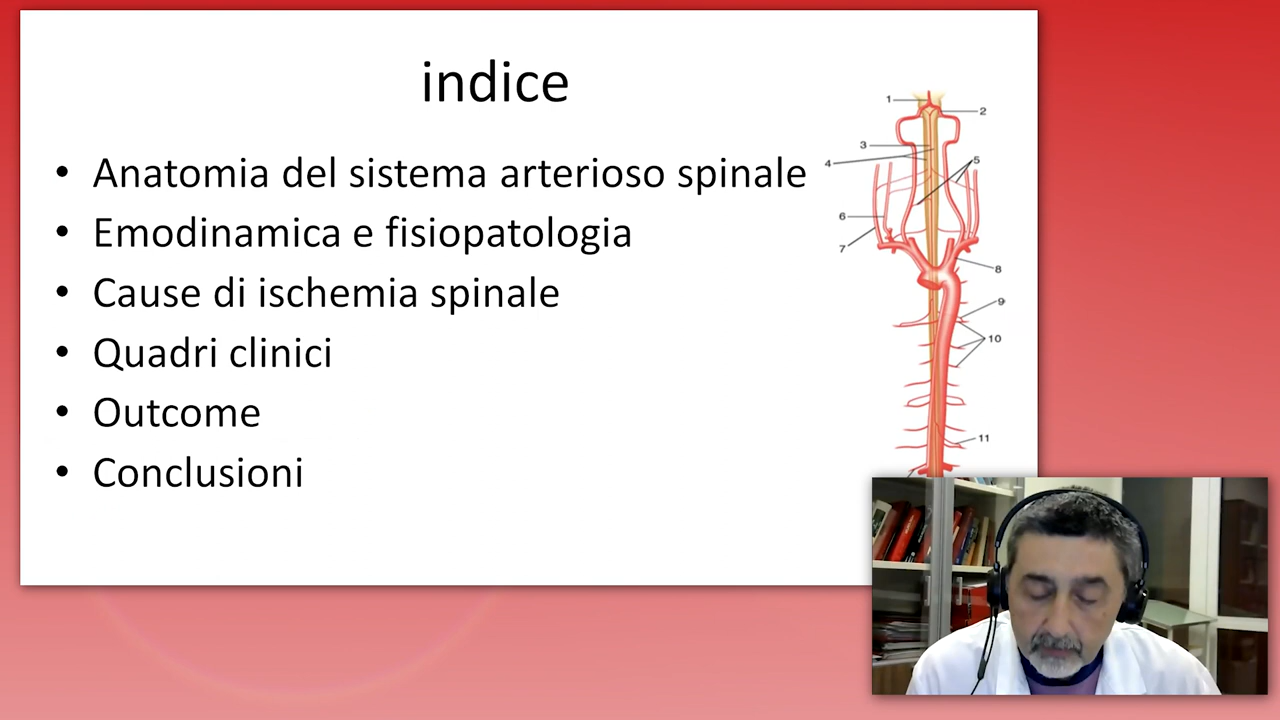 indice
• Anatomia del sistema arterioso spinale
• Emodinamica e fisiopatologia
• Cause di ischemia spinale
• Quadri clinici
• Outcome
• Conclusioni
1
2
3
4
5
6
7
8
9
10
11